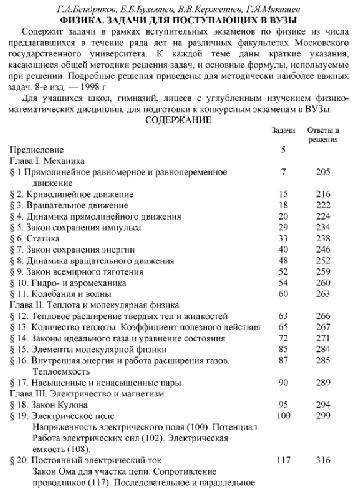 Г.А.Бендриков, Б.Б.Буховцев, В.В.Керженцев, Г.Я.Мякишев
ФИЗИКА. ЗАДАЧИ ДЛЯ ПОСТУПАЮЩИХ В ВУЗЫ
Содержит задачи в рамках вступительных экзаменов по физике из числа
предлагавшихся в течение ряда лет на различных факультетах Московского
государственного университета. К каждой теме даны краткие указания,
касающиеся общей методики решения задач, и основные формулы, используемые
при решении. Подробные решения приведены для методически наиболее важных
задач. 8-е изд. — 1998 г.
Для учащихся школ, гимназий, лицеев с углубленным изучением физико-
математических дисциплин, для подготовки к конкурсным экзаменам в ВУЗы.
СОДЕРЖАНИЕ
Задачи Ответы и
решения
Предисловие 5
Глава I. Механика
§ 1 Прямолинейное равномерное и равнопеременное 7 205
движение
§ 2. Криволинейное движение 15 216
§ 3. Вращательное движение 18 222
§ 4. Динамика прямолинейного движения 20 224
§ 5. Закон сохранения импульса 29 234
§ 6. Статика 33 238
§ 7. Закон сохранения энергии 40 246
§ 8. Динамика вращательного движения 48 252
§ 9. Закон всемирного тяготения 52 259
§ 10. Гидро- и аэромеханика 54 260
§ 11. Колебания и волны 60 263
Глава II. Теплота и молекулярная физика
§ 12. Тепловое расширение твердых тел и жидкостей 63 266
§ 13. Количество теплоты. Коэффициент полезного действия 65 267
§ 14. Законы идеального газа и уравнение состояния 72 271
§ 15. Элементы молекулярной физики 85 284
§ 16. Внутренняя энергия и работа расширения газов. 87 285
Теплоемкость
§ 17. Насыщенные и ненасыщенные пары 90 289
Глава III. Электричество и магнетизм
§ 18. Закон Кулона 95 294
§ 19. Электрическое поле 100 299
Напряженность электрического поля (100). Потенциал.
Работа электрических сил (102). Электрическая
емкость (108).
§ 20. Постоянный электрический ток 117 316
Закон Ома для участка цепи. Сопротивление
проводников (117). Последовательное и параллельное